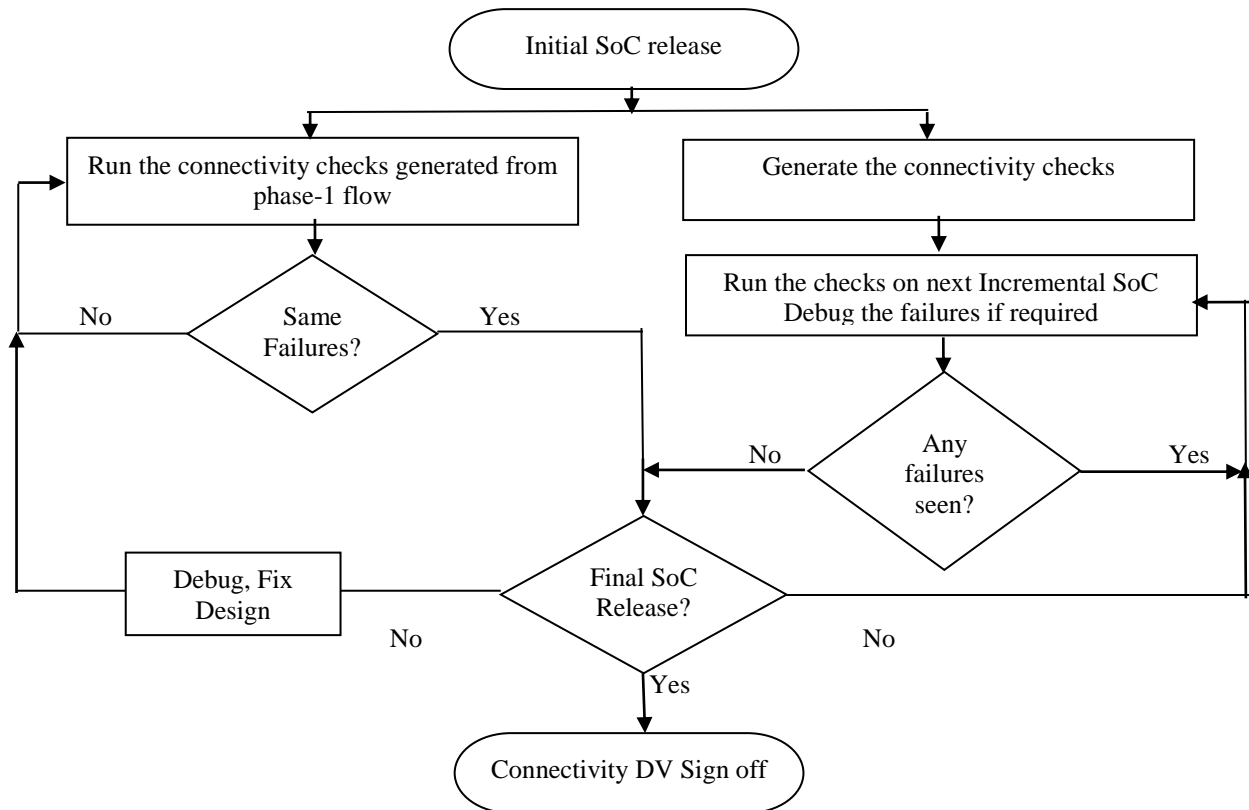 Initial SoC release
Run the connectivity checks generated from
phase-1 flow
Generate the connectivity checks
Run the checks on next Incremental SoC
Debug the failures if required
No
Same
Failures?
Yes
No
Any
failures
seen?
Yes
Debug, Fix
Design
No
Final SoC
Release?
No
Yes
Connectivity DV Sign off